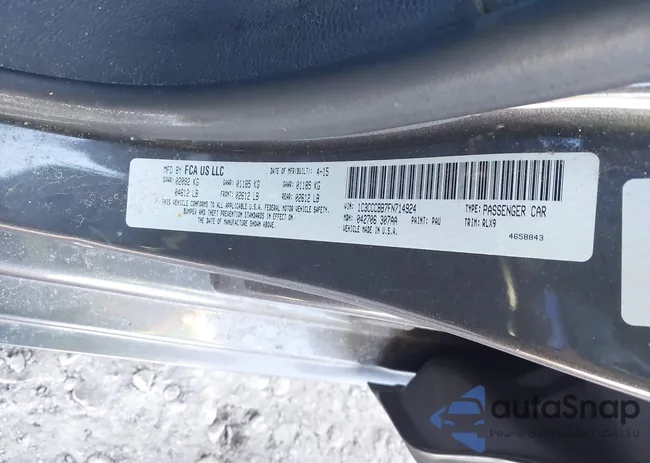 MFD BY FCA US LLC
DATE OF MFR(BUILT): 4-15
GVWR: 02092 KG GAWR: 01185 KG GAWR: 01185 KG
04612 LB FRONT: 02612 LB REAR: 02612 LB
THIS VEHICLE CONFORMS TO ALL APPLICABLE U.S.A. FEDERAL MOTOR VEHICLE SAFETY,
BUMPER AND THEFT PREVENTION STANDARDS IN EFFECT ON THE
DATE OF MANUFACTURE SHOWN ABOVE.
VIN: 1C3CCCBB7FN714924
TYPE: PASSENGER CAR
MDH: 042706 307AA PAINT: PAU TRIM: RLX9
VEHICLE MADE IN U.S.A.
4658843
autoSnap